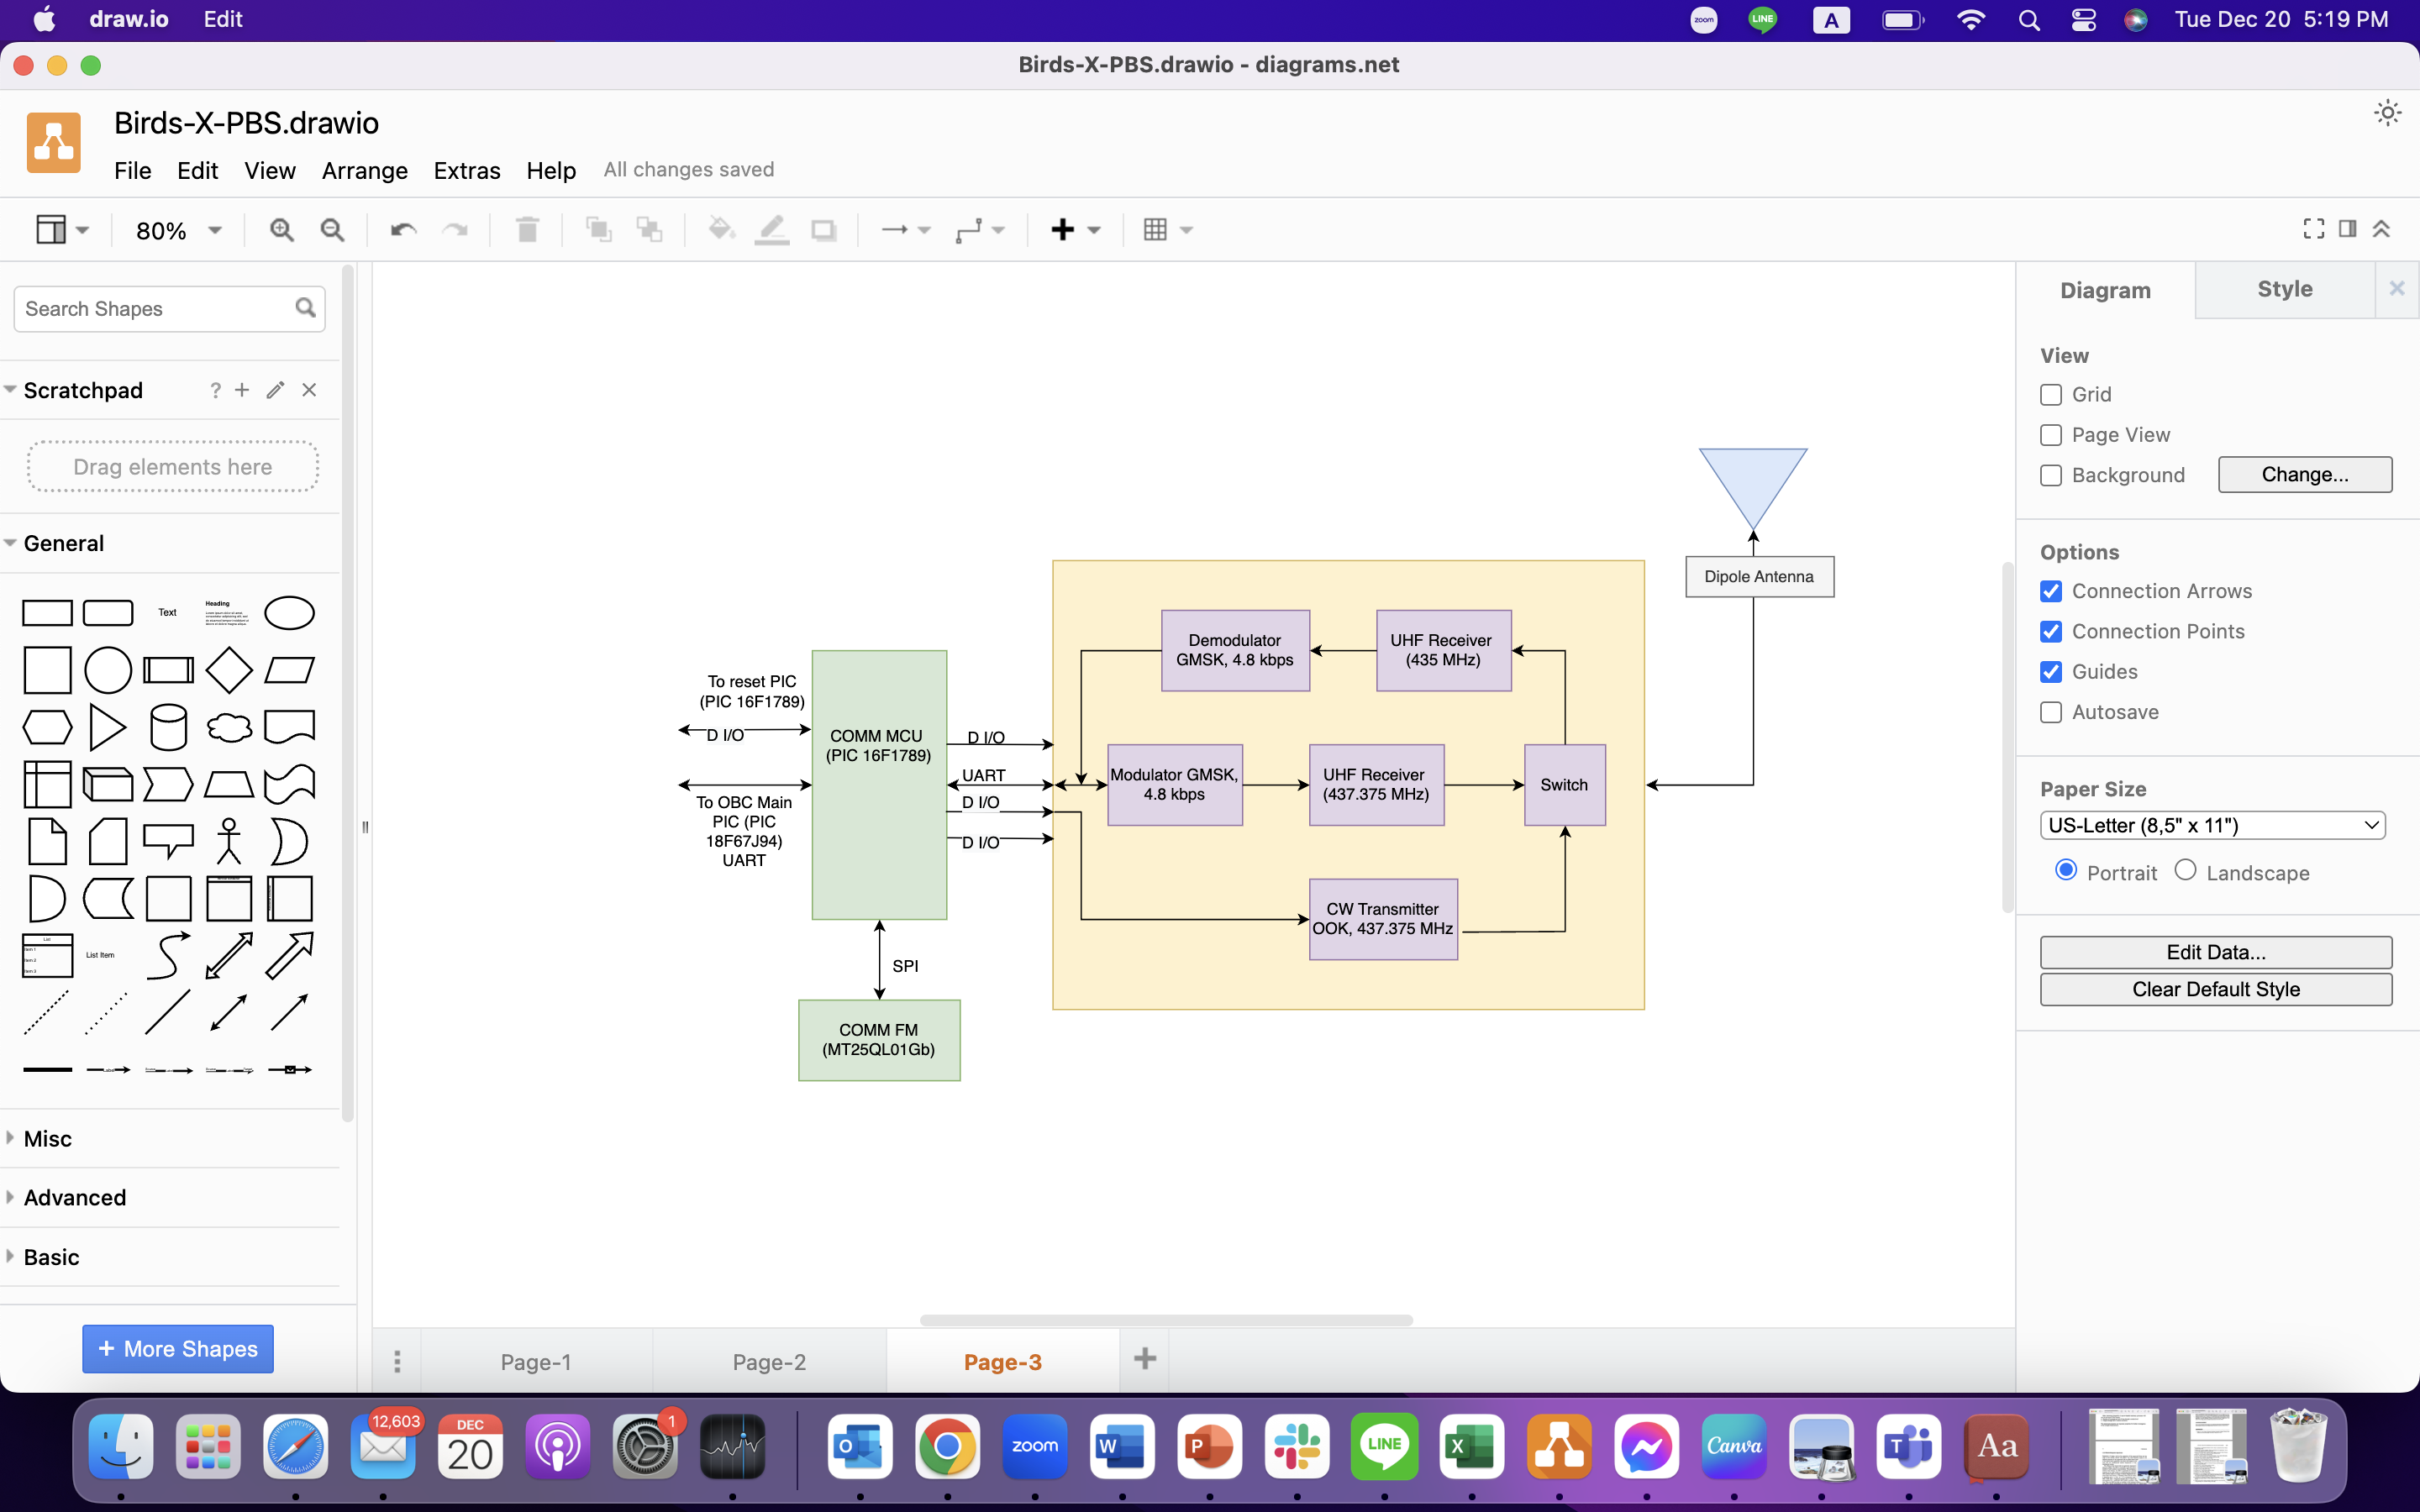 draw.io Edit
zoom LINE A Tue Dec 20 5:19 PM
Birds-X-PBS.drawio - diagrams.net
Birds-X-PBS.drawio
File Edit View Arrange Extras Help All changes saved
80%
Search Shapes
Scratchpad ?
Drag elements here
General
Text
Heading
List Item
Misc
Advanced
Basic
+ More Shapes
To reset PIC
(PIC 16F1789)
D I/O
To OBC Main
PIC (PIC
18F67J94)
UART
COMM MCU
(PIC 16F1789)
D I/O
UART
D I/O
D I/O
SPI
COMM FM
(MT25QL01Gb)
Demodulator
GMSK, 4.8 kbps
UHF Receiver
(435 MHz)
Modulator GMSK,
4.8 kbps
UHF Receiver
(437.375 MHz)
Switch
CW Transmitter
OOK, 437.375 MHz
Dipole Antenna
Diagram Style
View
Grid
Page View
Background Change...
Options
Connection Arrows
Connection Points
Guides
Autosave
Paper Size
US-Letter (8,5" x 11")
Portrait Landscape
Edit Data...
Clear Default Style
Page-1 Page-2 Page-3
12,603
DEC
20
1
O
zoom
W
P
LINE
X
Canva
T
Aa